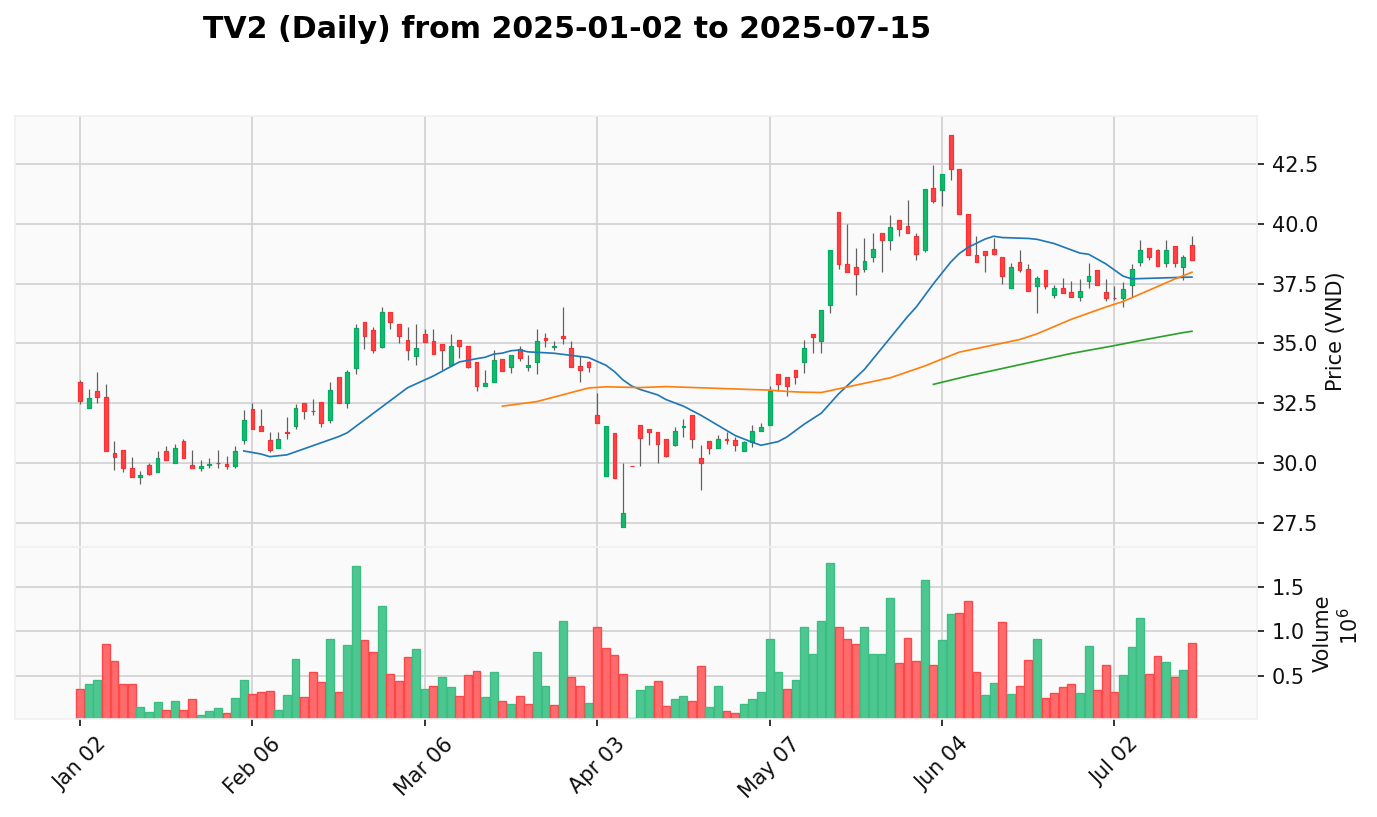 TV2 (Daily) from 2025-01-02 to 2025-07-15
42.5
40.0
37.5
35.0
32.5
30.0
27.5
Price (VND)
1.5
1.0
0.5
Volume
10⁶
Jan 02
Feb 06
Mar 06
Apr 03
May 07
Jun 04
Jul 02